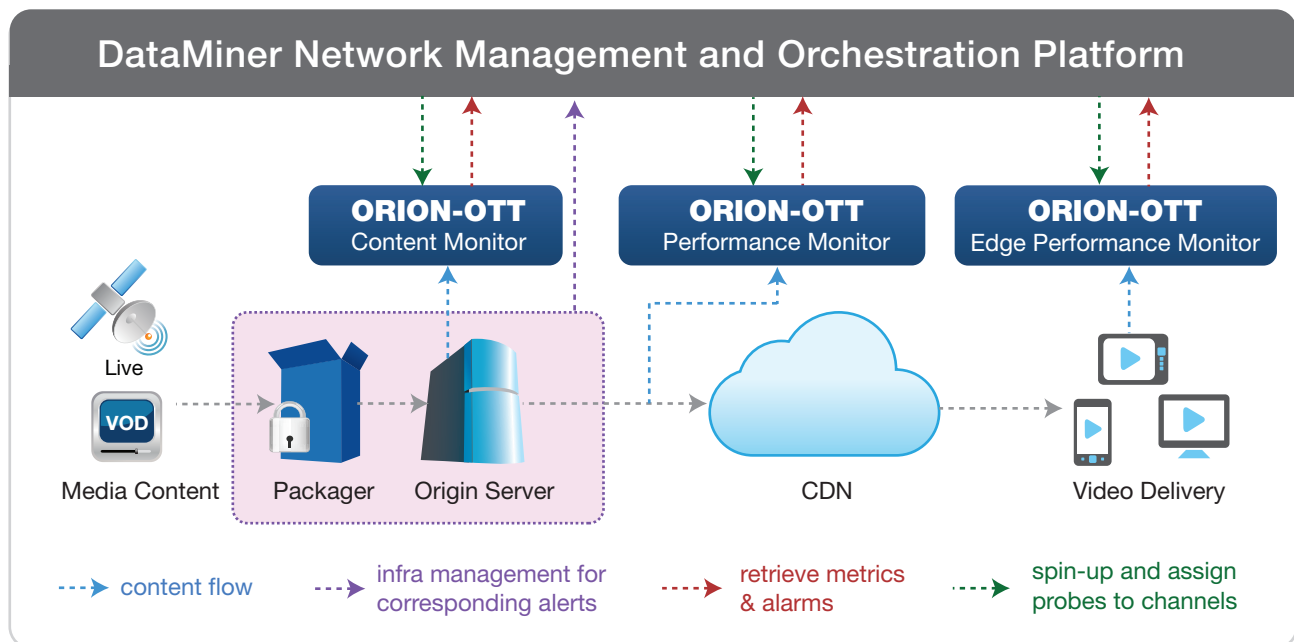 DataMiner Network Management and Orchestration Platform
ORION-OTT
Content Monitor
ORION-OTT
Performance Monitor
ORION-OTT
Edge Performance Monitor
Live
VOD
Media Content
Packager
Origin Server
CDN
Video Delivery
content flow
infra management for
corresponding alerts
retrieve metrics
& alarms
spin-up and assign
probes to channels